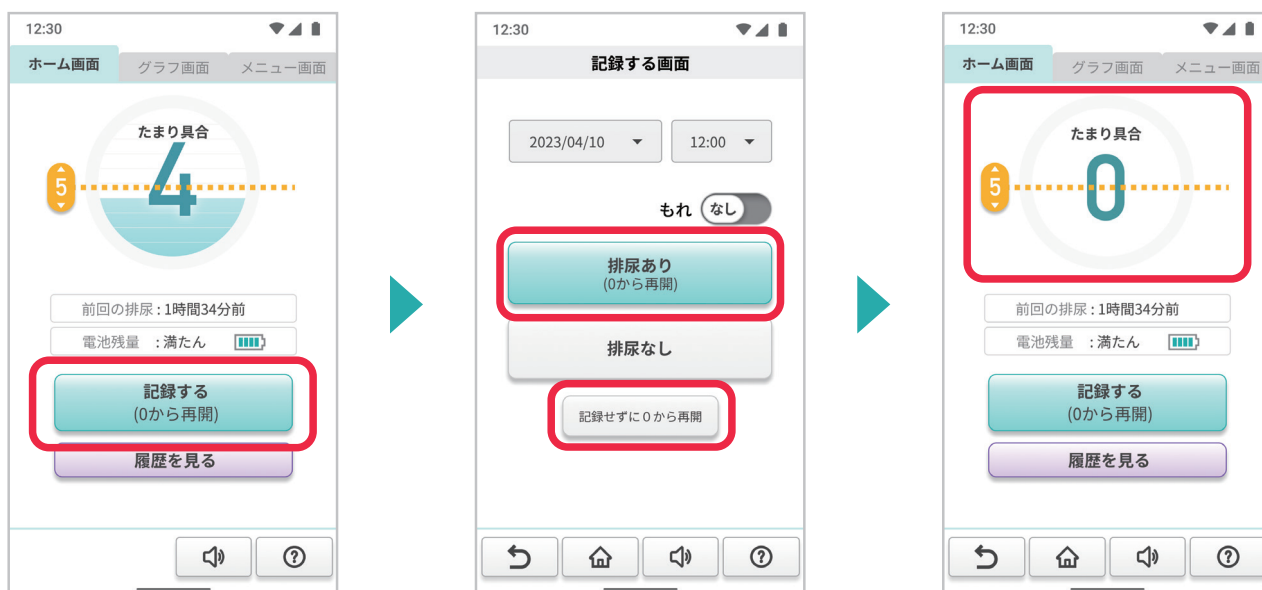 12:30
ホーム画面
グラフ画面
メニュー画面
たまり具合
4
5
前回の排尿 : 1時間34分前
電池残量 : 満たん
記録する
(0から再開)
履歴を見る
12:30
記録する画面
2023/04/10
12:00
もれ
なし
排尿あり
(0から再開)
排尿なし
記録せずに0から再開
12:30
ホーム画面
グラフ画面
メニュー画面
たまり具合
0
5
前回の排尿 : 1時間34分前
電池残量 : 満たん
記録する
(0から再開)
履歴を見る